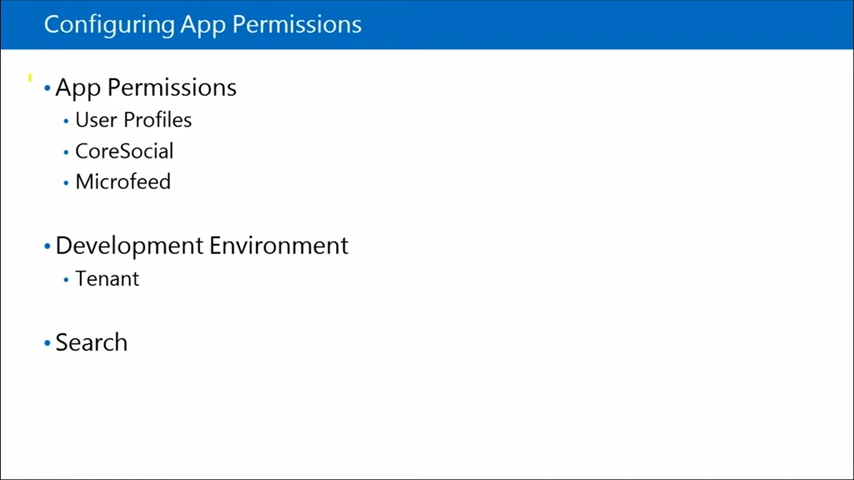 Configuring App Permissions
• App Permissions
• User Profiles
• CoreSocial
• Microfeed
• Development Environment
• Tenant
• Search